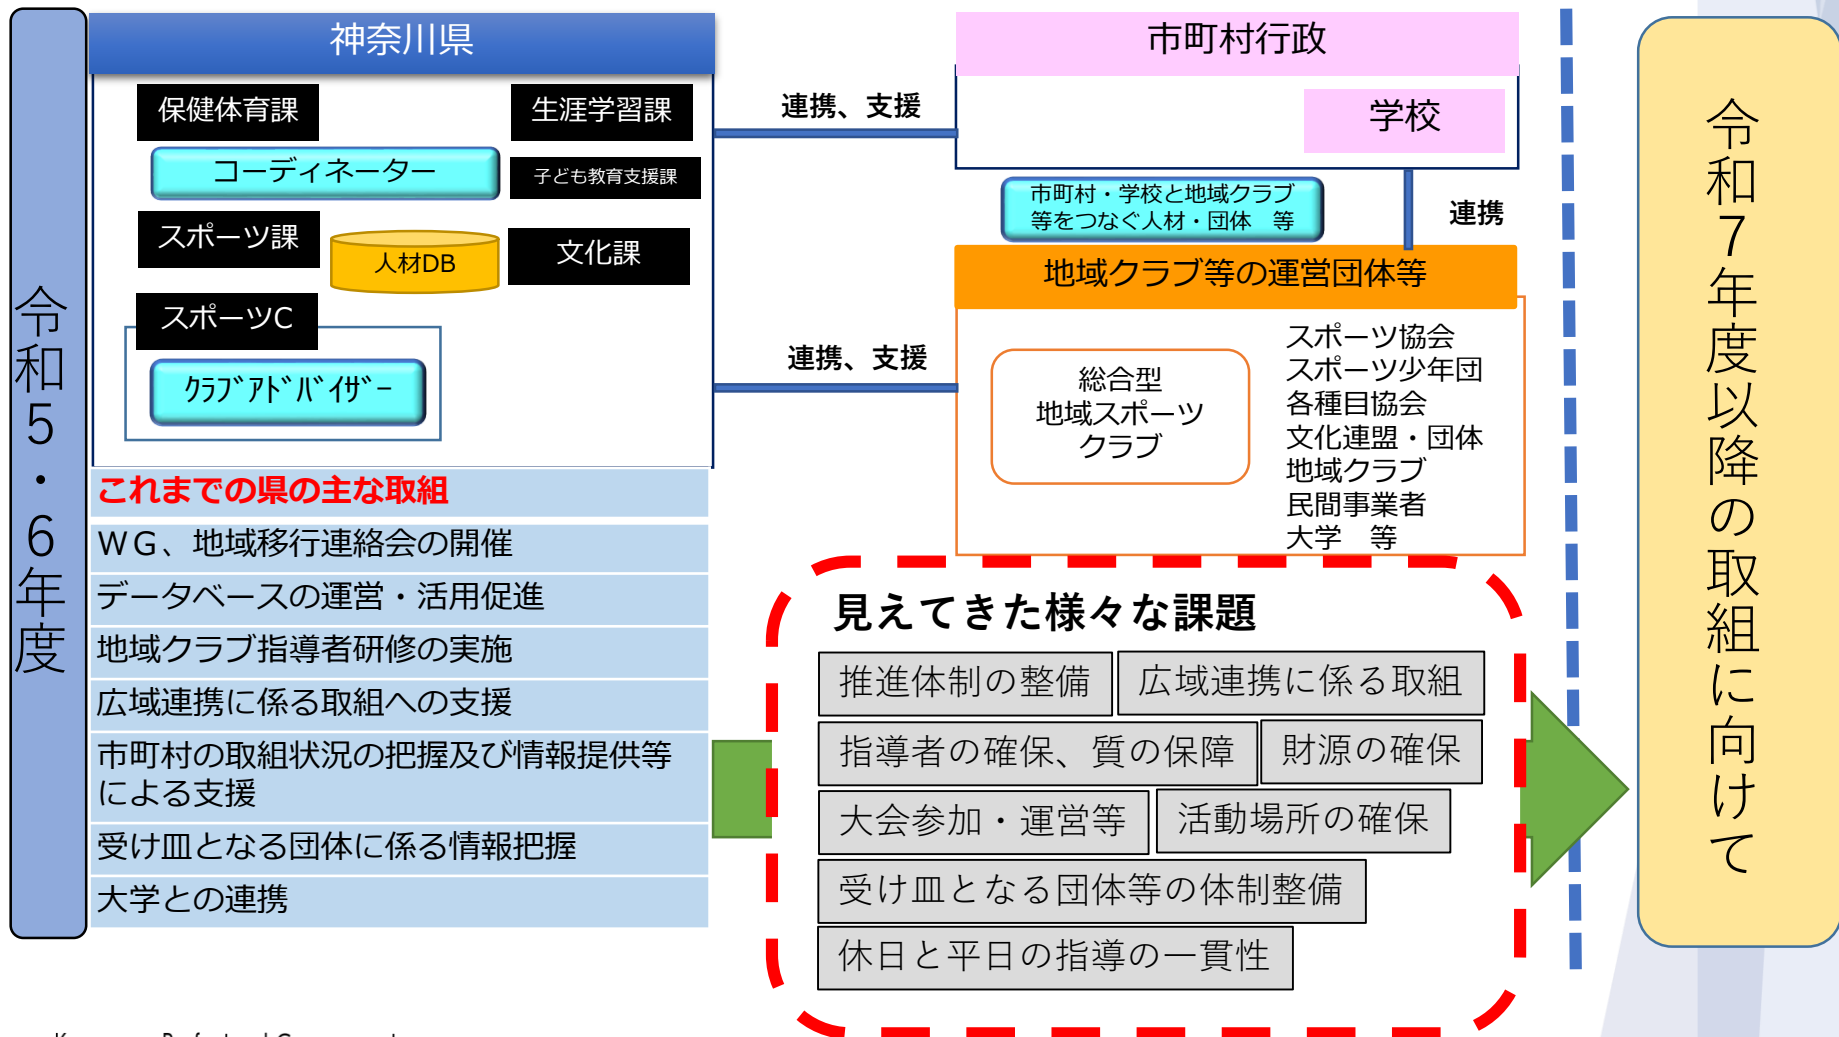 令和５・６年度
神奈川県
保健体育課
生涯学習課
コーディネーター
子ども教育支援課
スポーツ課
人材DB
文化課
スポーツC
ｸﾗﾌﾞｱﾄﾞﾊﾞｲｻﾞｰ
連携、支援
連携、支援
市町村行政
学校
市町村・学校と地域クラブ
等をつなぐ人材・団体　等
連携
地域クラブ等の運営団体等
総合型
地域スポーツ
クラブ
スポーツ協会
スポーツ少年団
各種目協会
文化連盟・団体
地域クラブ
民間事業者
大学　等
これまでの県の主な取組
ＷＧ、地域移行連絡会の開催
データベースの運営・活用促進
地域クラブ指導者研修の実施
広域連携に係る取組への支援
市町村の取組状況の把握及び情報提供等
による支援
受け皿となる団体に係る情報把握
大学との連携
見えてきた様々な課題
推進体制の整備
広域連携に係る取組
指導者の確保、質の保障
財源の確保
大会参加・運営等
活動場所の確保
受け皿となる団体等の体制整備
休日と平日の指導の一貫性
令和７年度以降の取組に向けて